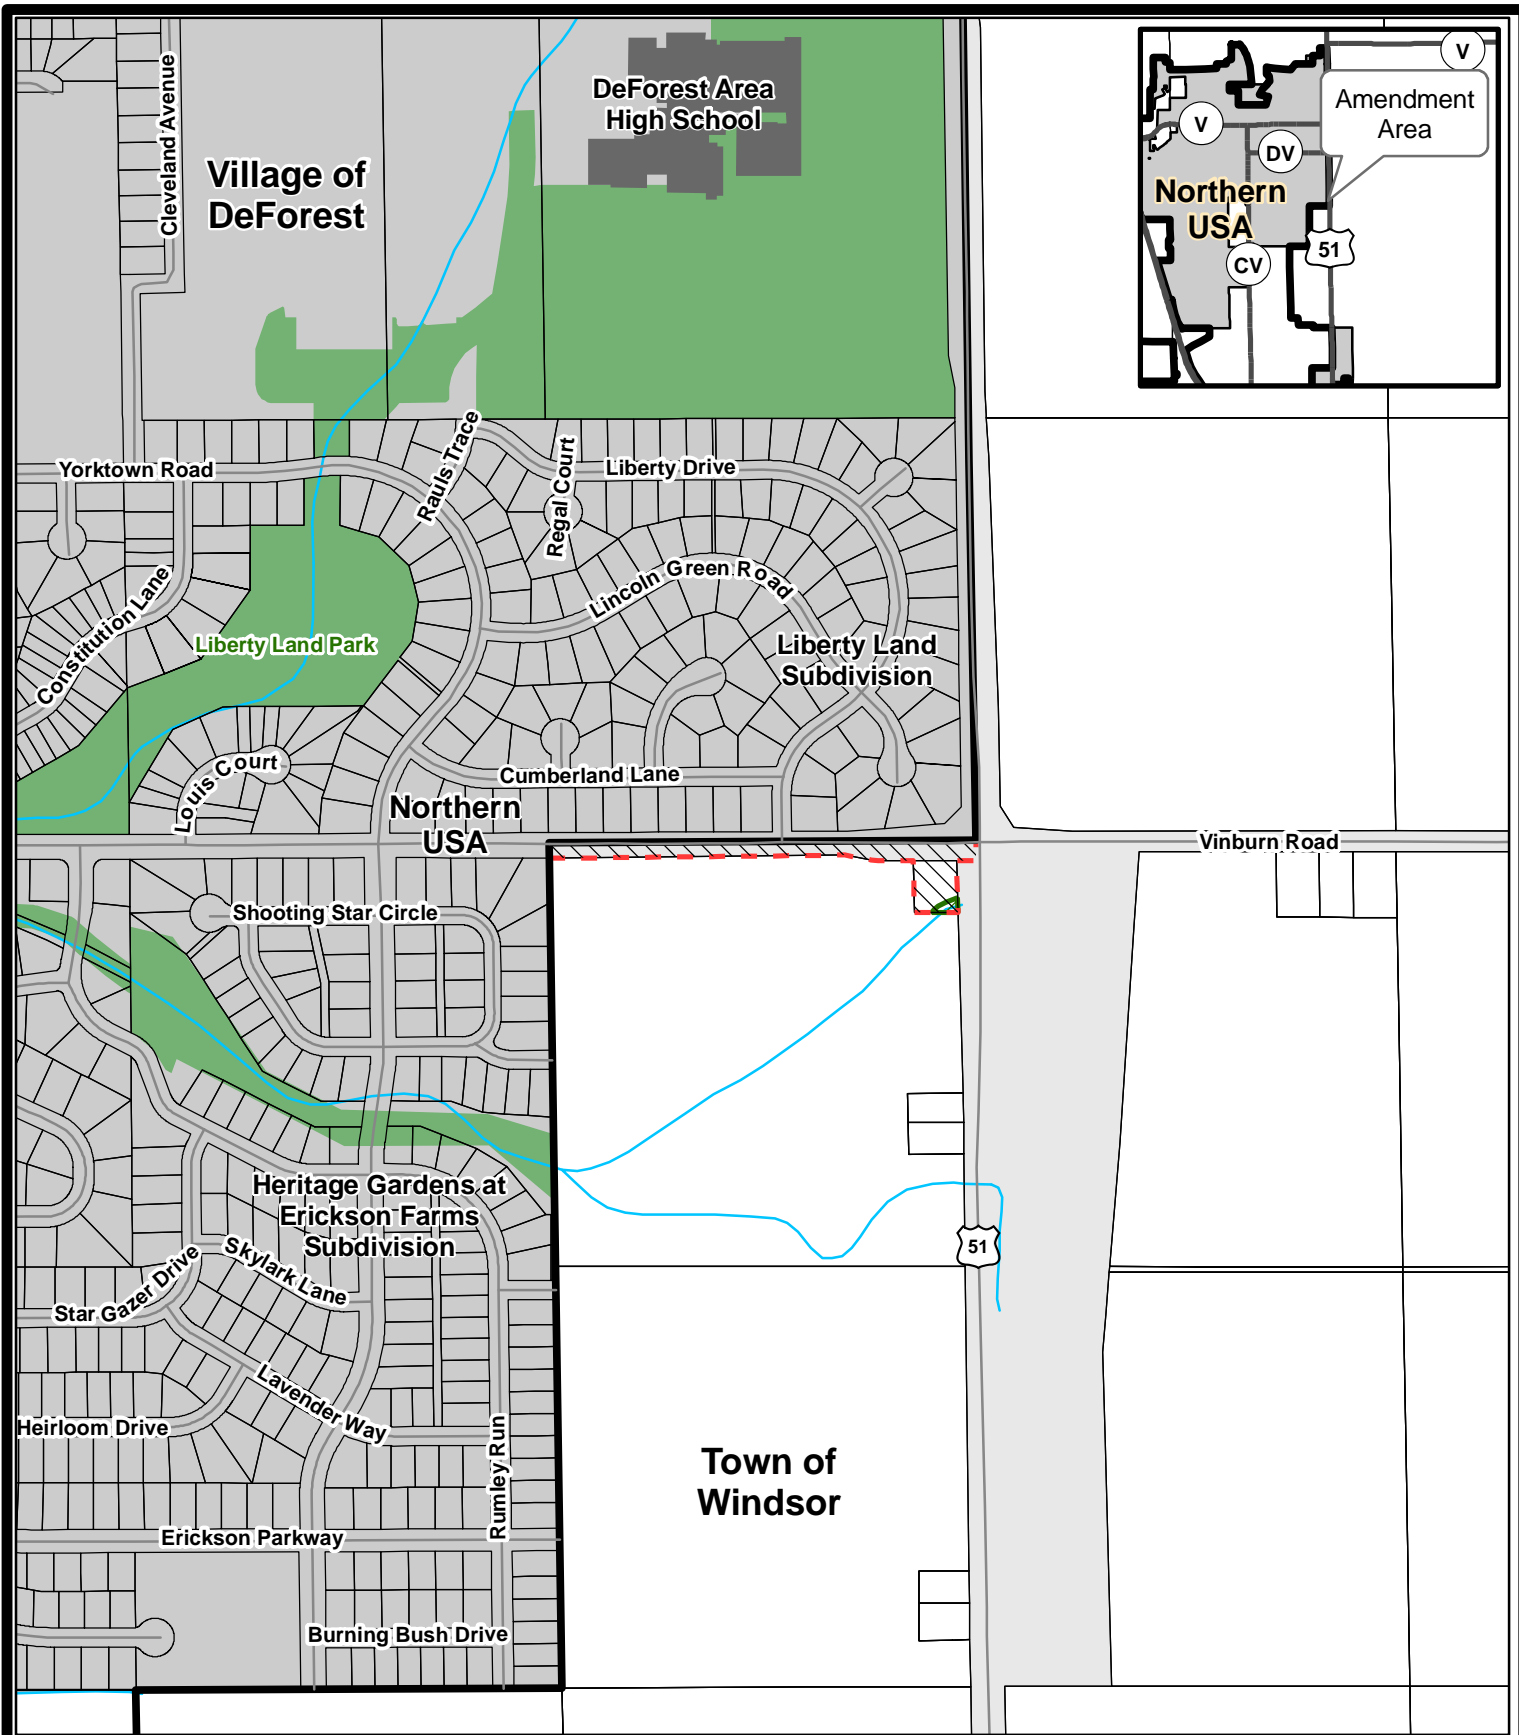 Cleveland Avenue
Village of
DeForest
DeForest Area
High School
V
Amendment
Area
V
DV
Northern
USA
51
CV
Yorktown Road
Rauls Trace
Regal Court
Liberty Drive
Lincoln Green Road
Constitution Lane
Liberty Land Park
Liberty Land
Subdivision
Louis Court
Cumberland Lane
Northern
USA
Vinburn Road
Shooting Star Circle
Heritage Gardens at
Erickson Farms
Subdivision
51
Skylark Lane
Star Gazer Drive
Lavender Way
Heirloom Drive
Rumley Run
Town of
Windsor
Erickson Parkway
Burning Bush Drive